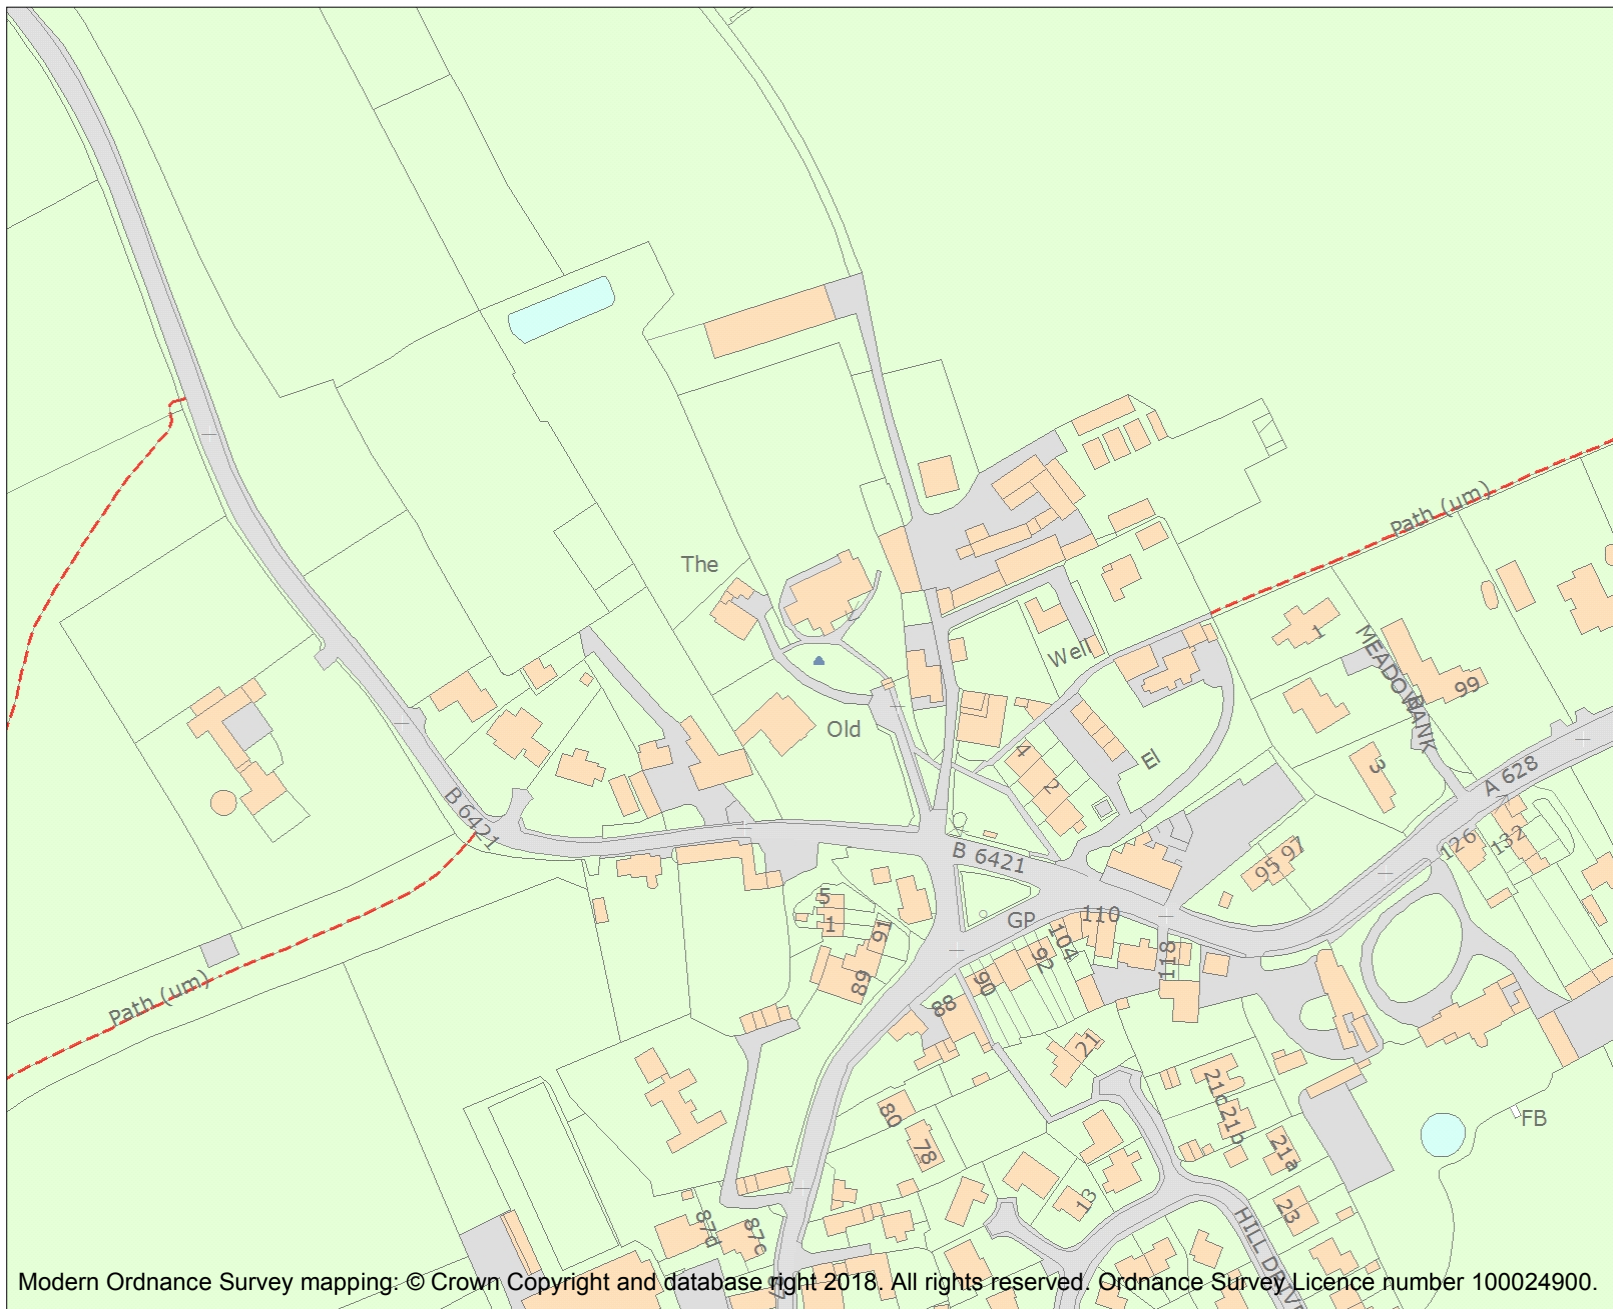 Path (um)
The
Well
1
MEADOW BANK
99
Old
4
2
El
3
A 628
B 6421
B 6421
126
132
95 97
5
1
91
GP
110
104
92
118
89
90
88
Path (um)
21
80
78
21c
21b
21a
FB
13
23
87d
87c
HILL DRIVE
97
Modern Ordnance Survey mapping: © Crown Copyright and database right 2018. All rights reserved. Ordnance Survey Licence number 100024900.